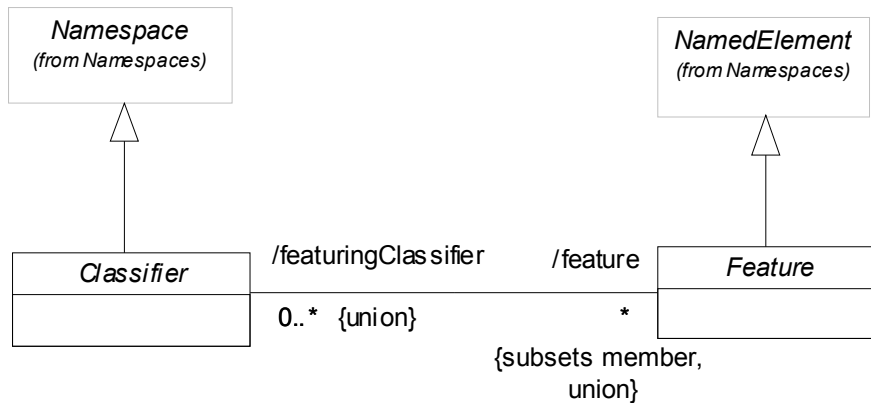 Namespace
(from Namespaces)
NamedElement
(from Namespaces)
Classifier
/featuringClassifier
/feature
Feature
0..* {union}
*
{subsets member,
union}